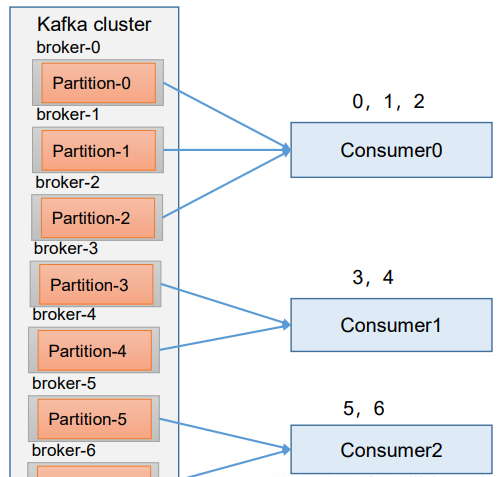 Kafka cluster
broker-0
Partition-0
broker-1
Partition-1
broker-2
Partition-2
broker-3
Partition-3
broker-4
Partition-4
broker-5
Partition-5
broker-6
0, 1, 2
Consumer0
3, 4
Consumer1
5, 6
Consumer2